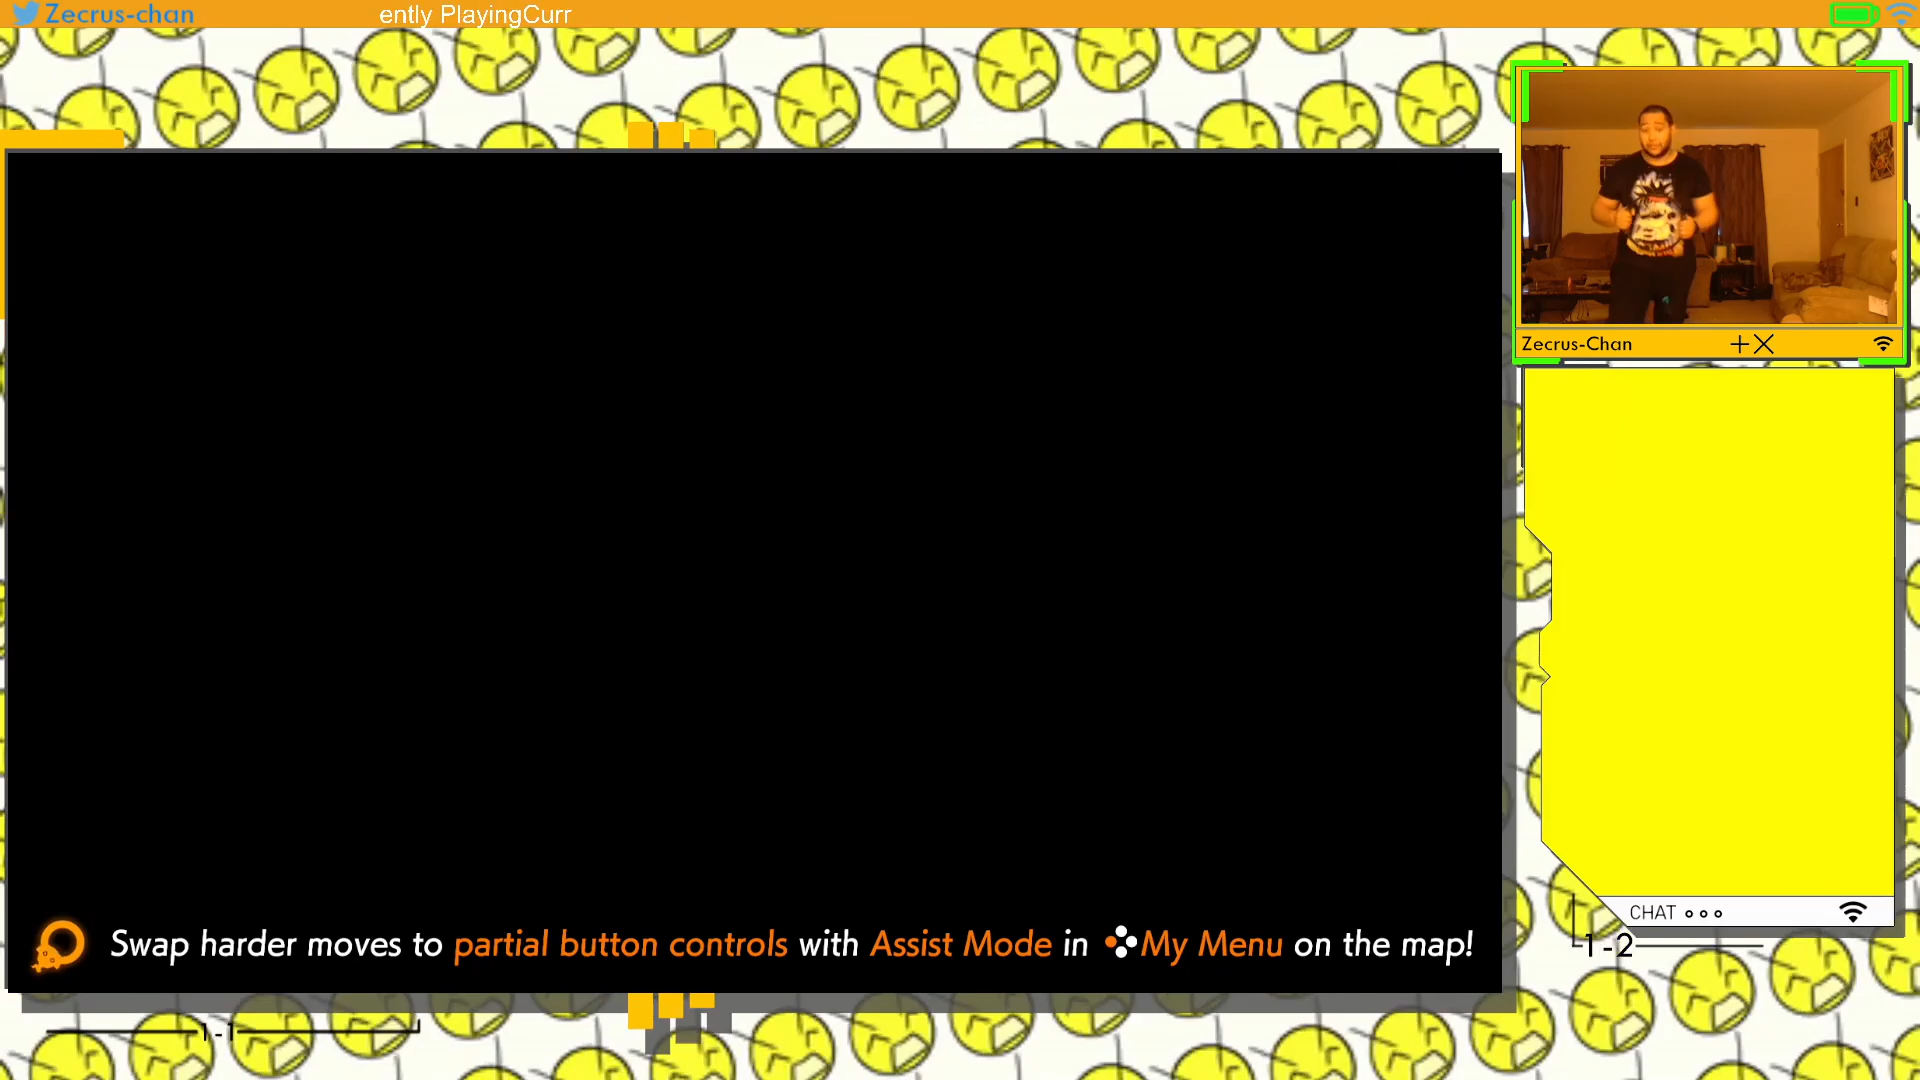 Zecrus-chan
ently PlayingCurr
Zecrus-Chan
CHAT
1-2
Swap harder moves to partial button controls with Assist Mode in My Menu on the map!
1-1